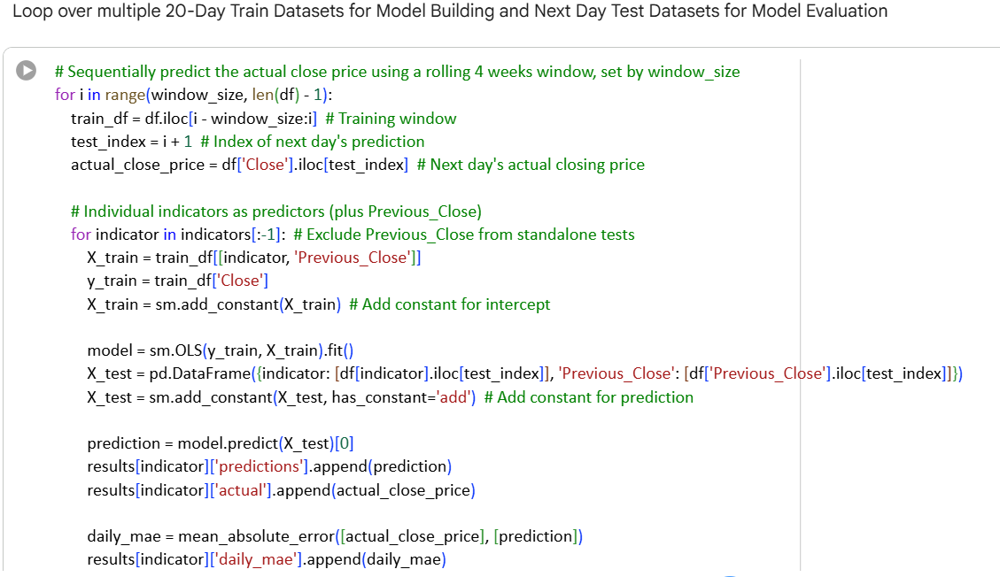 Loop over multiple 20-Day Train Datasets for Model Building and Next Day Test Datasets for Model Evaluation
# Sequentially predict the actual close price using a rolling 4 weeks window, set by window_size
for i in range(window_size, len(df) - 1):
    train_df = df.iloc[i - window_size:i]  # Training window
    test_index = i + 1  # Index of next day's prediction
    actual_close_price = df['Close'].iloc[test_index]  # Next day's actual closing price

    # Individual indicators as predictors (plus Previous_Close)
    for indicator in indicators[:-1]:  # Exclude Previous_Close from standalone tests
        X_train = train_df[[indicator, 'Previous_Close']]
        y_train = train_df['Close']
        X_train = sm.add_constant(X_train)  # Add constant for intercept

        model = sm.OLS(y_train, X_train).fit()
        X_test = pd.DataFrame({indicator: [df[indicator].iloc[test_index]], 'Previous_Close': [df['Previous_Close'].iloc[test_index]]})
        X_test = sm.add_constant(X_test, has_constant='add')  # Add constant for prediction

        prediction = model.predict(X_test)[0]
        results[indicator]['predictions'].append(prediction)
        results[indicator]['actual'].append(actual_close_price)

        daily_mae = mean_absolute_error([actual_close_price], [prediction])
        results[indicator]['daily_mae'].append(daily_mae)